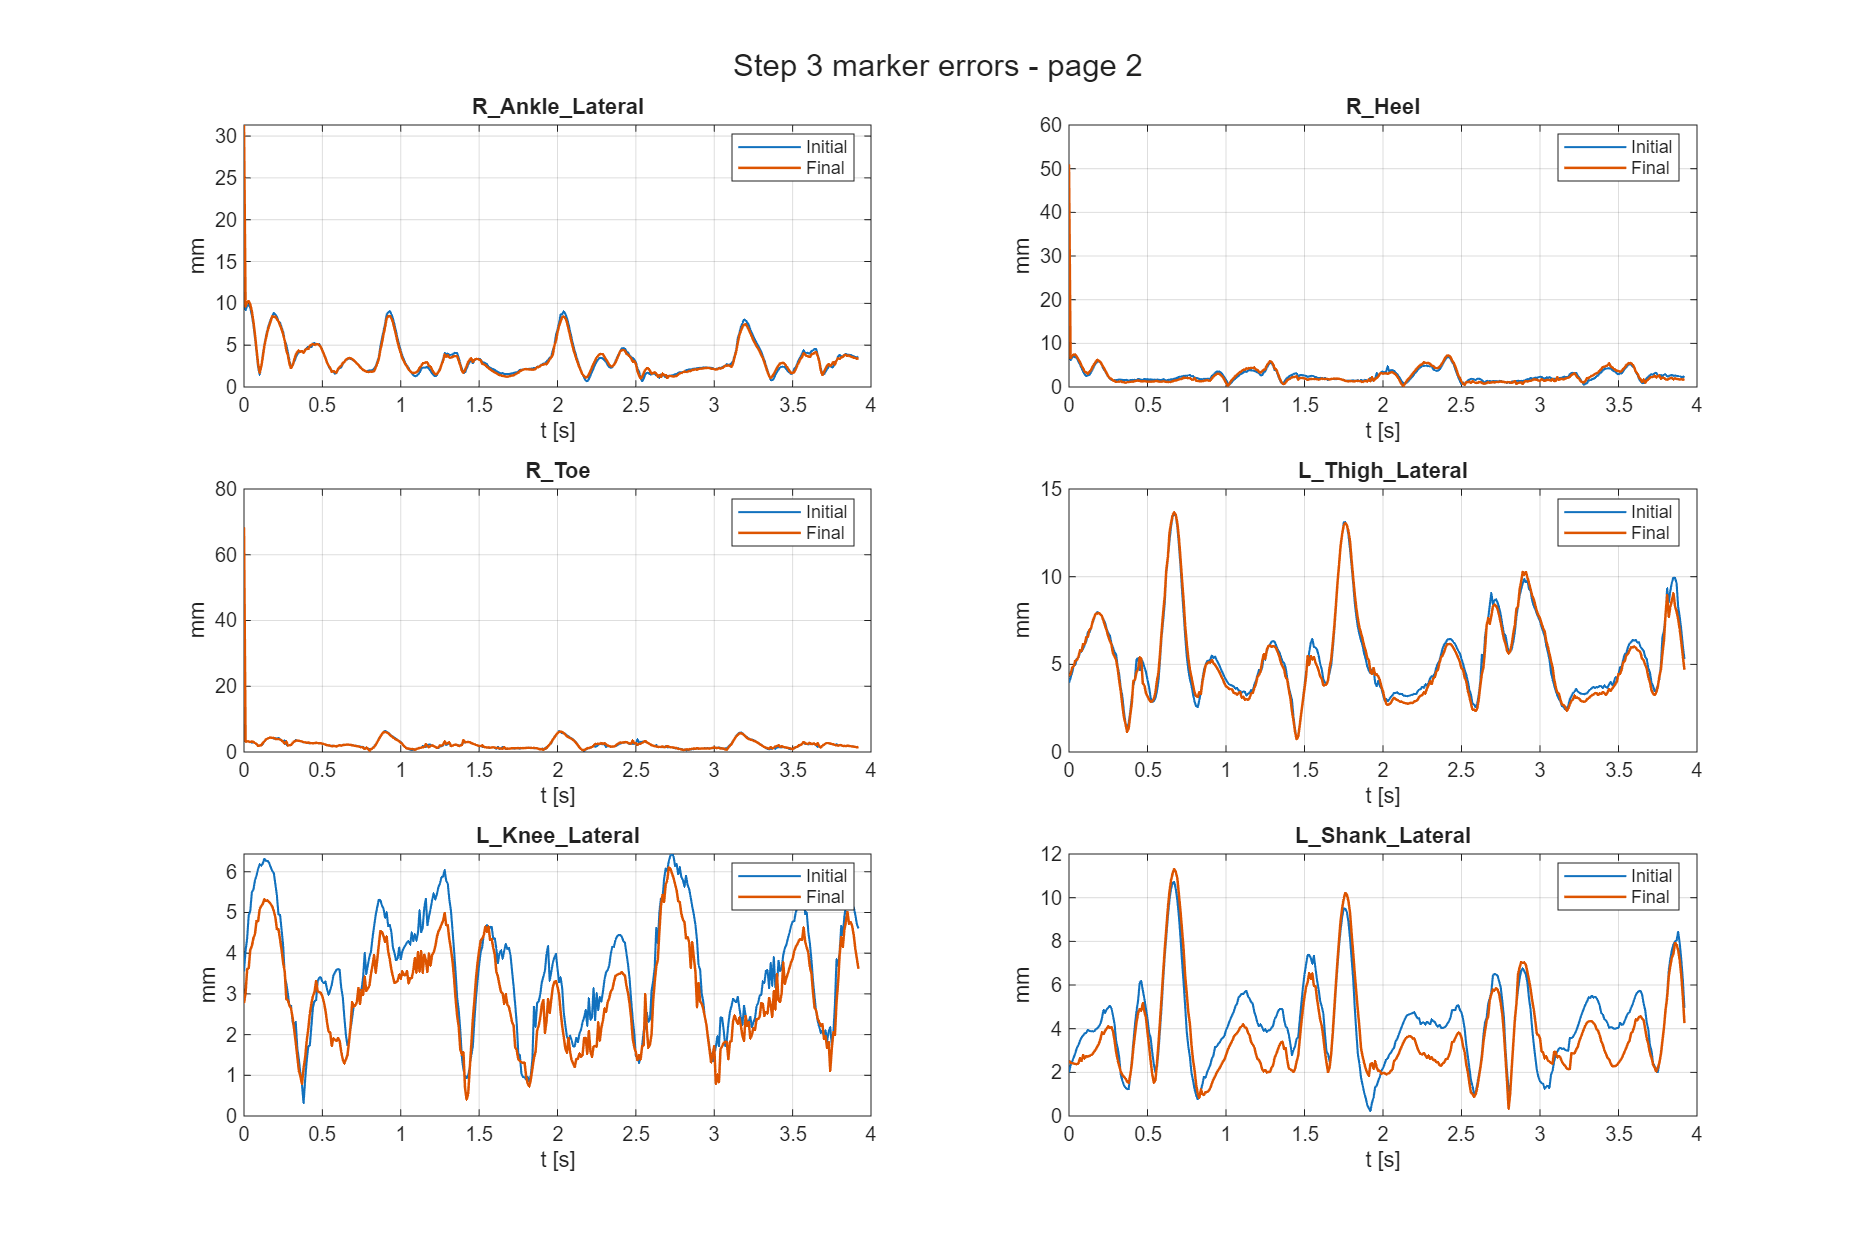 Step 3 marker errors - page 2
R_Ankle_Lateral
30
25
20
15
10
5
0
mm
0 0.5 1 1.5 2 2.5 3 3.5 4
t [s]
Initial
Final
R_Heel
60
50
40
30
20
10
0
mm
0 0.5 1 1.5 2 2.5 3 3.5 4
t [s]
Initial
Final
R_Toe
80
60
40
20
0
mm
0 0.5 1 1.5 2 2.5 3 3.5 4
t [s]
Initial
Final
L_Thigh_Lateral
15
10
5
0
mm
0 0.5 1 1.5 2 2.5 3 3.5 4
t [s]
Initial
Final
L_Knee_Lateral
6
5
4
3
2
1
0
mm
0 0.5 1 1.5 2 2.5 3 3.5 4
t [s]
Initial
Final
L_Shank_Lateral
12
10
8
6
4
2
0
mm
0 0.5 1 1.5 2 2.5 3 3.5 4
t [s]
Initial
Final